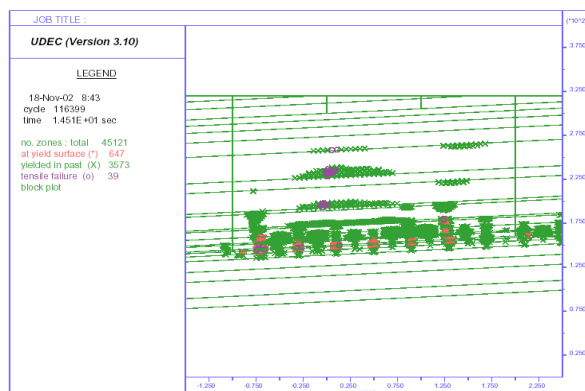 JOB TITLE :
(*10^2
UDEC (Version 3.10)
LEGEND
18-Nov-02 8:43
cycle 116399
time 1.451E+01 sec
no. zones : total 45121
at yield surface (*) 647
yielded in past (X) 3573
tensile failure (o) 39
block plot
3.750
3.250
2.750
2.250
1.750
1.250
0.750
0.250
-1.250 -0.750 -0.250 0.250 0.750 1.250 1.750 2.250